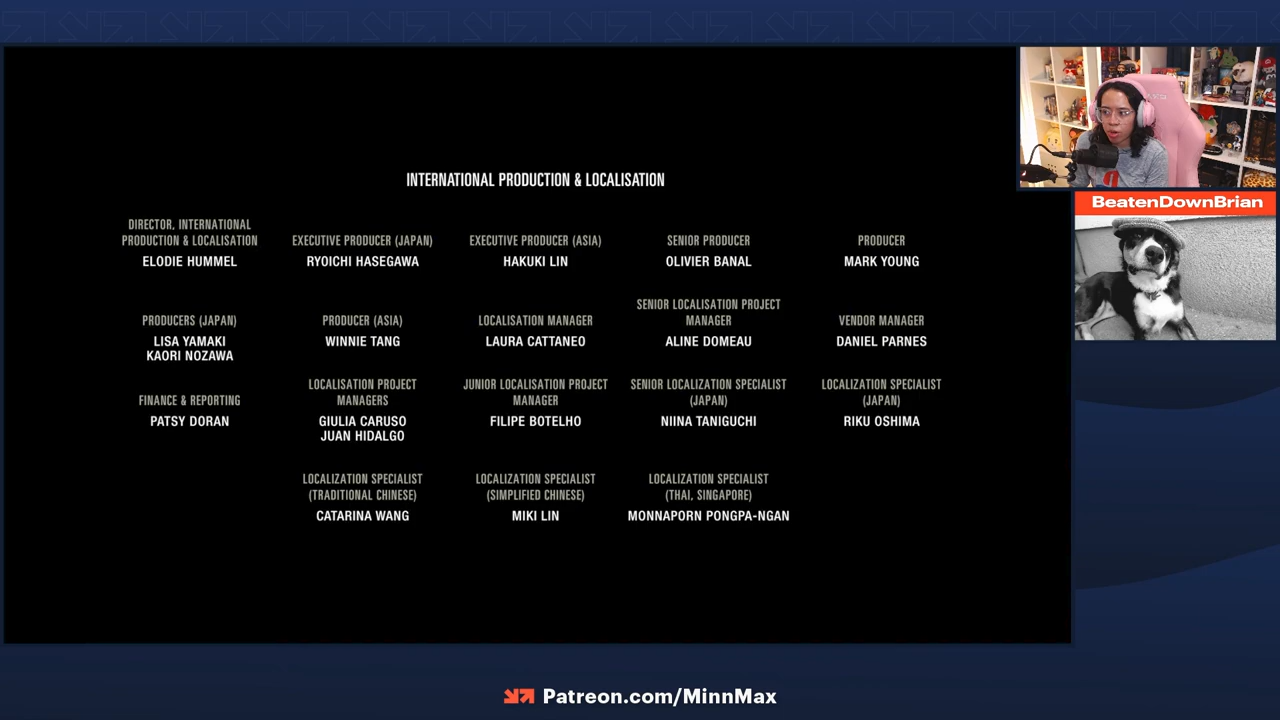 INTERNATIONAL PRODUCTION & LOCALISATION
DIRECTOR, INTERNATIONAL
PRODUCTION & LOCALISATION
ELODIE HUMMEL
EXECUTIVE PRODUCER (JAPAN)
RYOICHI HASEGAWA
EXECUTIVE PRODUCER (ASIA)
HAKUKI LIN
SENIOR PRODUCER
OLIVIER BANAL
PRODUCER
MARK YOUNG
PRODUCERS (JAPAN)
LISA YAMAKI
KAORI NOZAWA
PRODUCER (ASIA)
WINNIE TANG
LOCALISATION MANAGER
LAURA CATTANEO
SENIOR LOCALISATION PROJECT
MANAGER
ALINE DOMEAU
VENDOR MANAGER
DANIEL PARNES
FINANCE & REPORTING
PATSY DORAN
LOCALISATION PROJECT
MANAGERS
GIULIA CARUSO
JUAN HIDALGO
JUNIOR LOCALISATION PROJECT
MANAGER
FILIPE BOTELHO
SENIOR LOCALIZATION SPECIALIST
(JAPAN)
NIINA TANIGUCHI
LOCALIZATION SPECIALIST
(JAPAN)
RIKU OSHIMA
LOCALIZATION SPECIALIST
(TRADITIONAL CHINESE)
CATARINA WANG
LOCALIZATION SPECIALIST
(SIMPLIFIED CHINESE)
MIKI LIN
LOCALIZATION SPECIALIST
(THAI, SINGAPORE)
MONNAPORN PONGPA-NGAN
BeatenDownBrian
Patreon.com/MinnMax